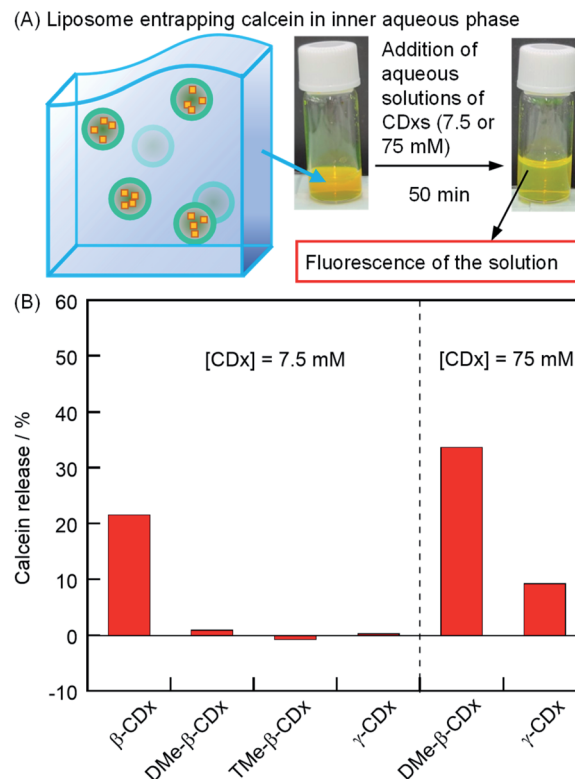 (A) Liposome entrapping calcein in inner aqueous phase
Addition of
aqueous
solutions of
CDxs (7.5 or
75 mM)
50 min
Fluorescence of the solution
(B)
60
50
40
30
20
10
0
-10
Calcein release / %
[CDx] = 7.5 mM
[CDx] = 75 mM
β-CDx
DMe-β-CDx
TMe-β-CDx
γ-CDx
DMe-β-CDx
γ-CDx